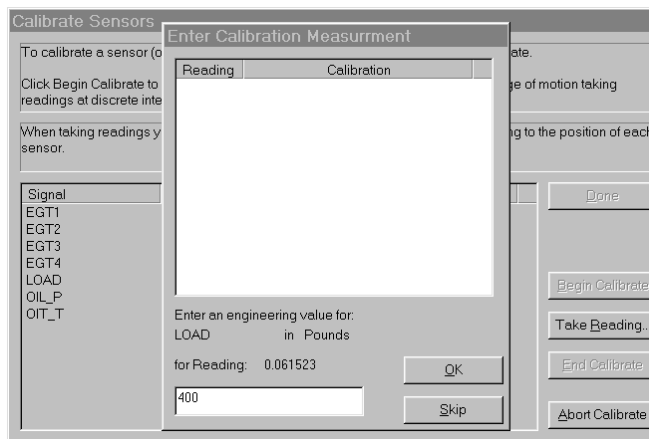 Calibrate Sensors
To calibrate a sensor (o
ate.
Click Begin Calibrate to
ge of motion taking
readings at discrete inte
When taking readings y
ng to the position of each
sensor.
Signal
EGT1
EGT2
EGT3
EGT4
LOAD
OIL_P
OIT_T
Enter Calibration Measurrment
Reading Calibration
Enter an engineering value for:
LOAD in Pounds
for Reading: 0.061523
400
OK
Skip
Done
Begin Calibrate
Take Reading..
End Calibrate
Abort Calibrate